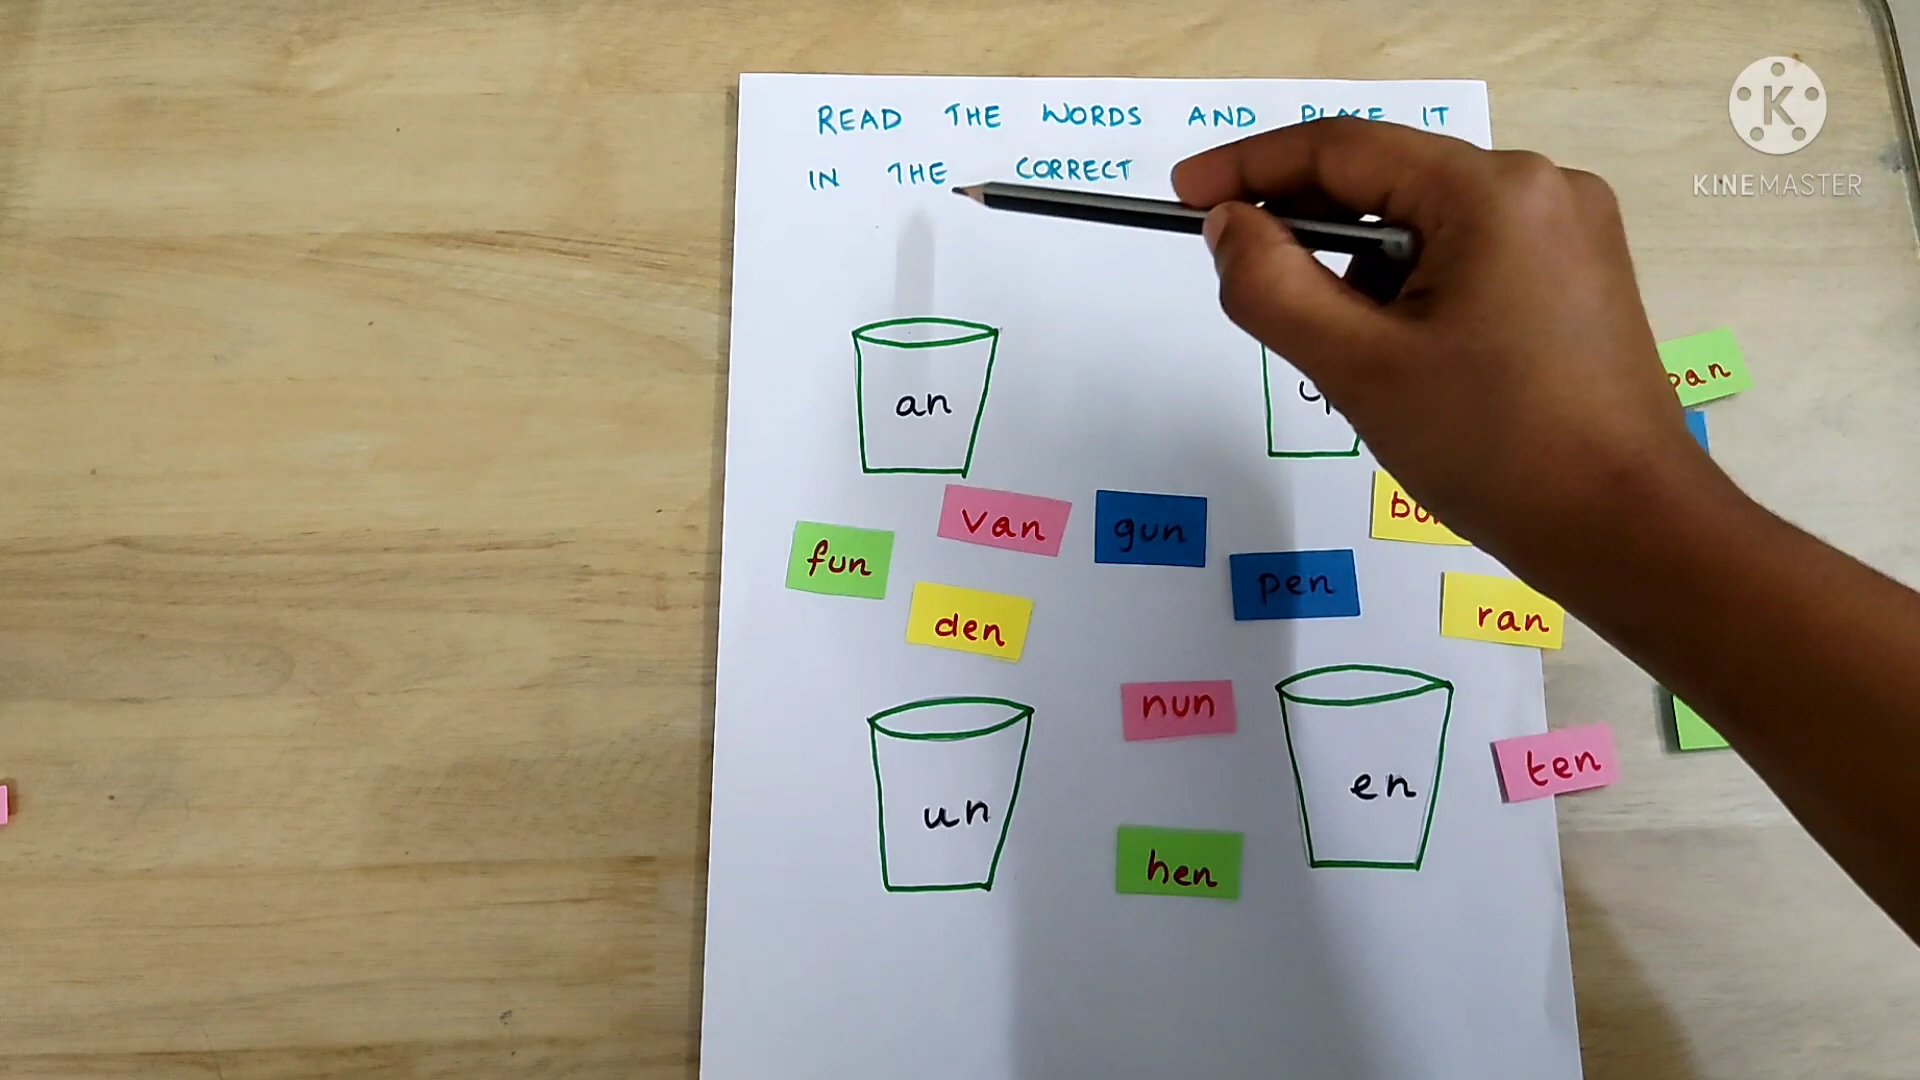 READ THE WORDS AND PLACE IT
IN THE CORRECT
an
van
gun
fun
pen
den
ran
nun
ten
en
un
hen
KINEMASTER